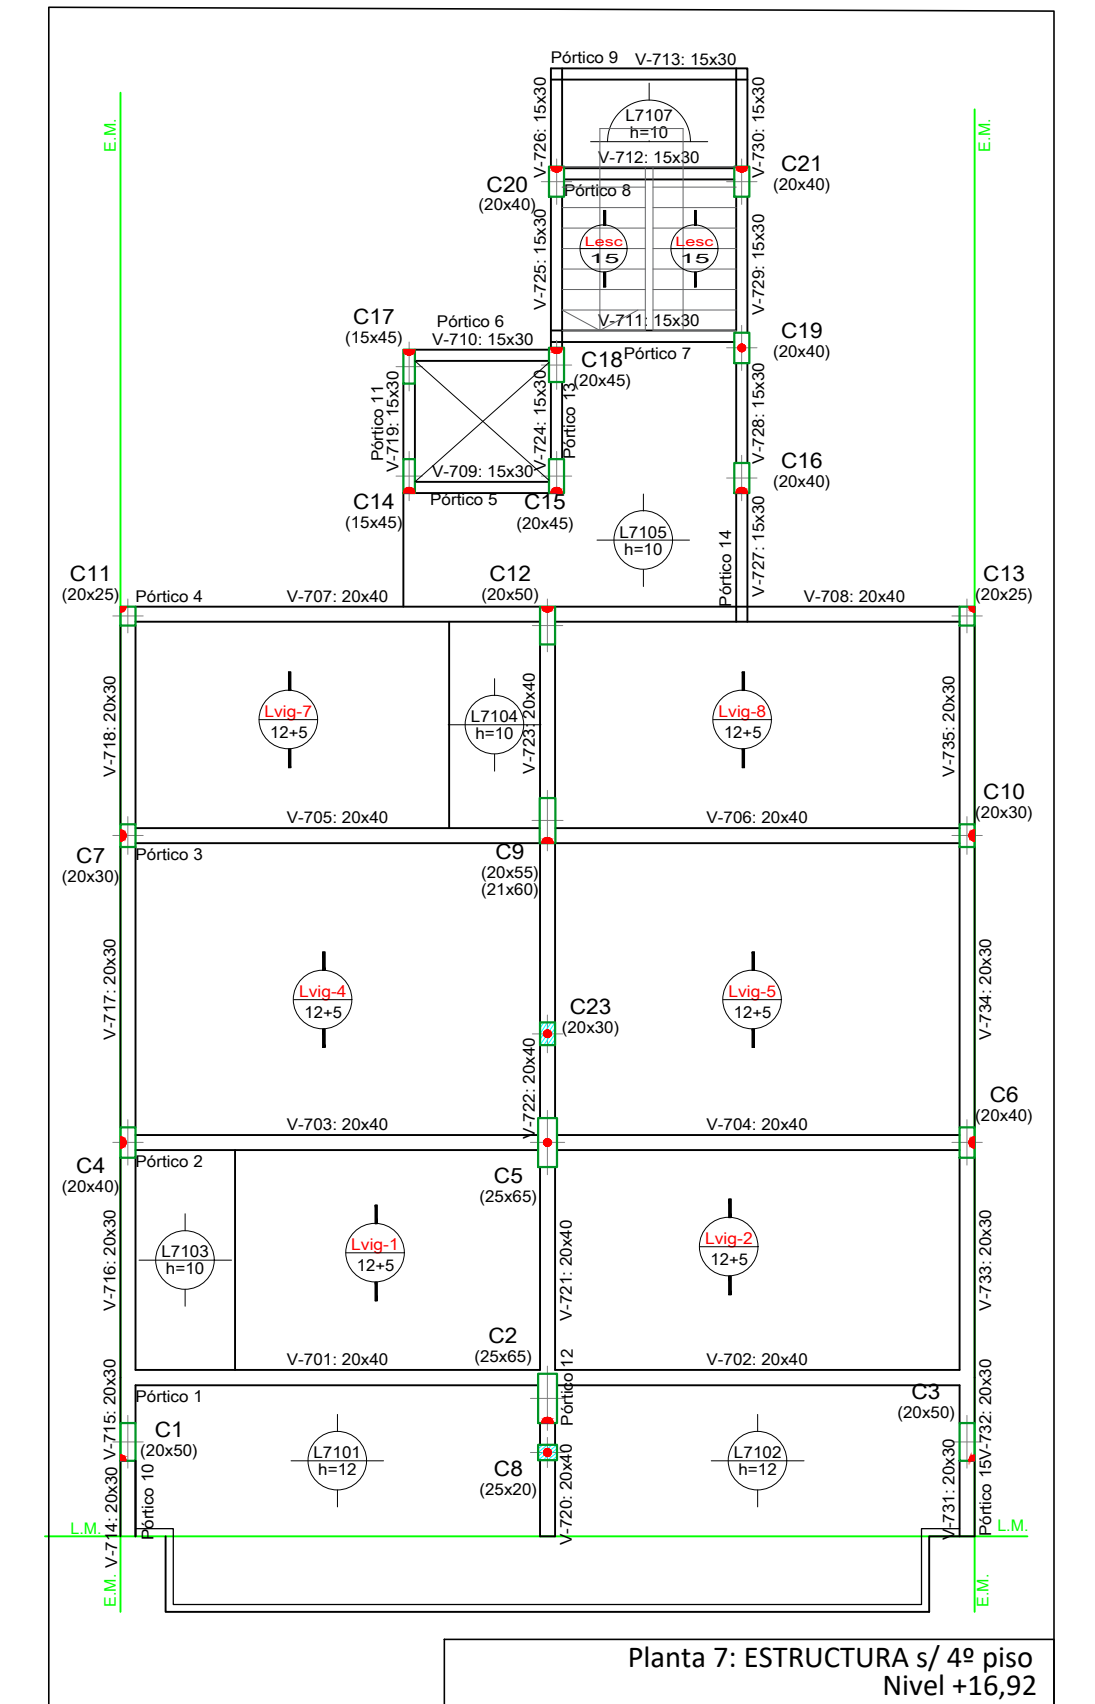 Pórtico 9
V-713: 15x30
E.M.
E.M.
V-726: 15x30
L7107
h=10
V-730: 15x30
V-712: 15x30
C20
(20x40)
Pórtico 8
C21
(20x40)
V-725: 15x30
Lesc
15
Lesc
15
V-729: 15x30
C17
(15x45)
Pórtico 6
V-710: 15x30
V-711: 15x30
Pórtico 7
C18
(20x45)
C19
(20x40)
Pórtico 11
V-719: 15x30
V-724: 15x30
Pórtico 13
V-728: 15x30
V-709: 15x30
Pórtico 5
C14
(15x45)
C15
(20x45)
C16
(20x40)
L7105
h=10
Pórtico 14
V-727: 15x30
C11
(20x25)
Pórtico 4
V-707: 20x40
C12
(20x50)
V-708: 20x40
C13
(20x25)
V-718: 20x30
Lvig-7
12+5
L7104
h=10
V-723: 20x40
Lvig-8
12+5
V-735: 20x30
V-705: 20x40
V-706: 20x40
C10
(20x30)
C7
(20x30)
Pórtico 3
C9
(20x55)
(21x60)
V-717: 20x30
Lvig-4
12+5
C23
(20x30)
Lvig-5
12+5
V-734: 20x30
V-722: 20x40
V-703: 20x40
V-704: 20x40
C6
(20x40)
C4
(20x40)
Pórtico 2
C5
(25x65)
V-716: 20x30
L7103
h=10
Lvig-1
12+5
V-721: 20x40
Lvig-2
12+5
V-733: 20x30
C2
(25x65)
V-701: 20x40
V-702: 20x40
V-715: 20x30
Pórtico 1
Pórtico 12
C3
(20x50)
V-732: 20x30
C1
(20x50)
L7101
h=12
C8
(25x20)
L7102
h=12
V-714: 20x30
Pórtico 10
V-720: 20x40
V-731: 20x30
Pórtico 15
L.M.
L.M.
E.M.
E.M.
Planta 7: ESTRUCTURA s/ 4º piso
Nivel +16,92